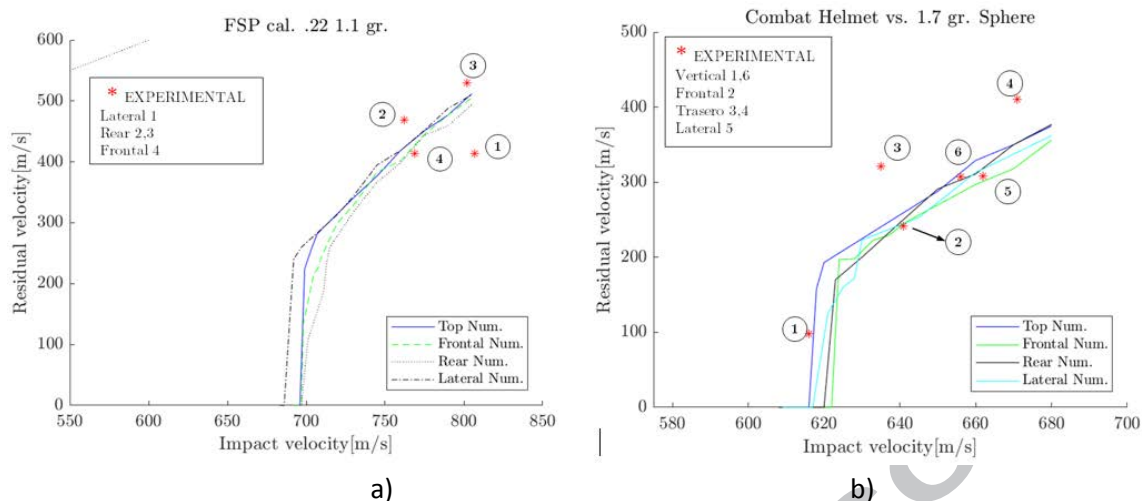 FSP cal. .22 1.1 gr.
600
500
400
300
200
100
0
Residual velocity[m/s]
* EXPERIMENTAL
Lateral 1
Rear 2,3
Frontal 4
3
2
4
1
Top Num.
Frontal Num.
Rear Num.
Lateral Num.
550 600 700 750 800 850
Impact velocity[m/s]
a)
Combat Helmet vs. 1.7 gr. Sphere
500
400
300
200
100
0
Residual velocity[m/s]
* EXPERIMENTAL
Vertical 1,6
Frontal 2
Trasero 3,4
Lateral 5
4
3
6
5
2
1
Top Num.
Frontal Num.
Rear Num.
Lateral Num.
580 600 620 640 660 680 700
Impact velocity[m/s]
b)